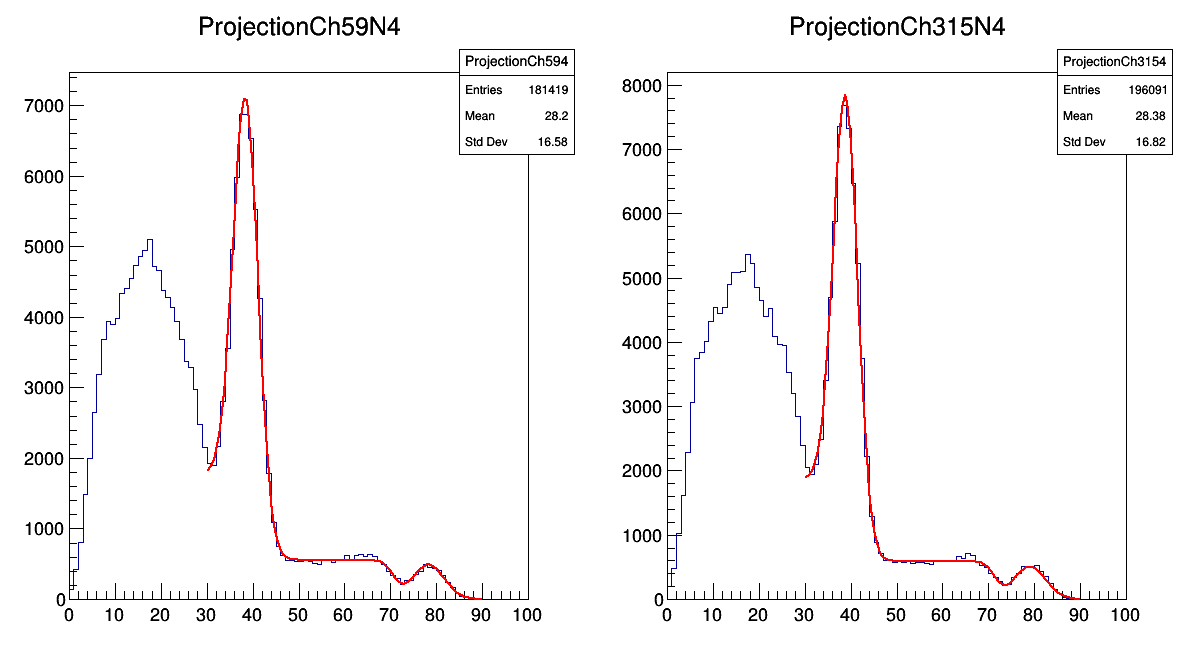 ProjectionCh59N4
ProjectionCh594
Entries 181419
Mean 28.2
Std Dev 16.58
7000
6000
5000
4000
3000
2000
1000
0
0 10 20 30 40 50 60 70 80 90 100
ProjectionCh315N4
ProjectionCh3154
Entries 196091
Mean 28.38
Std Dev 16.82
8000
7000
6000
5000
4000
3000
2000
1000
0
0 10 20 30 40 50 60 70 80 90 100